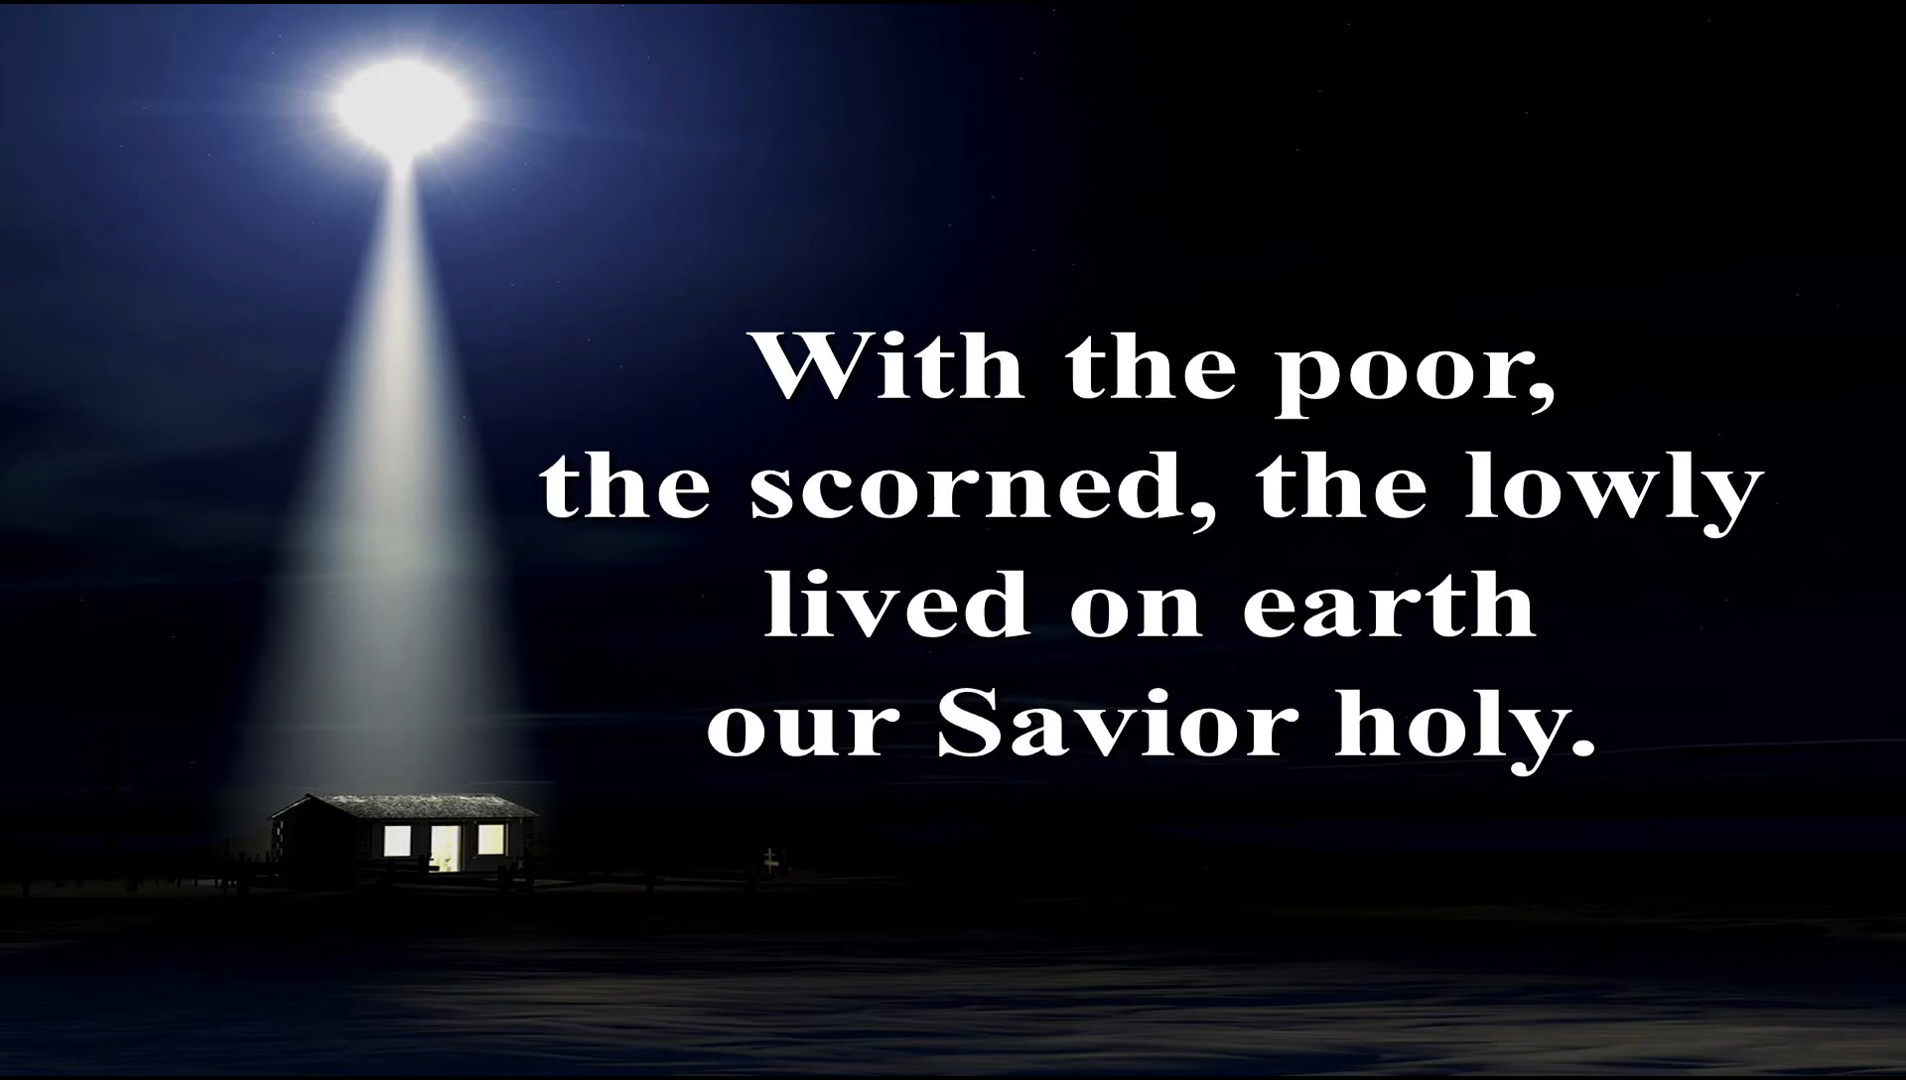 With the poor,
the scorned, the lowly
lived on earth
our Savior holy.